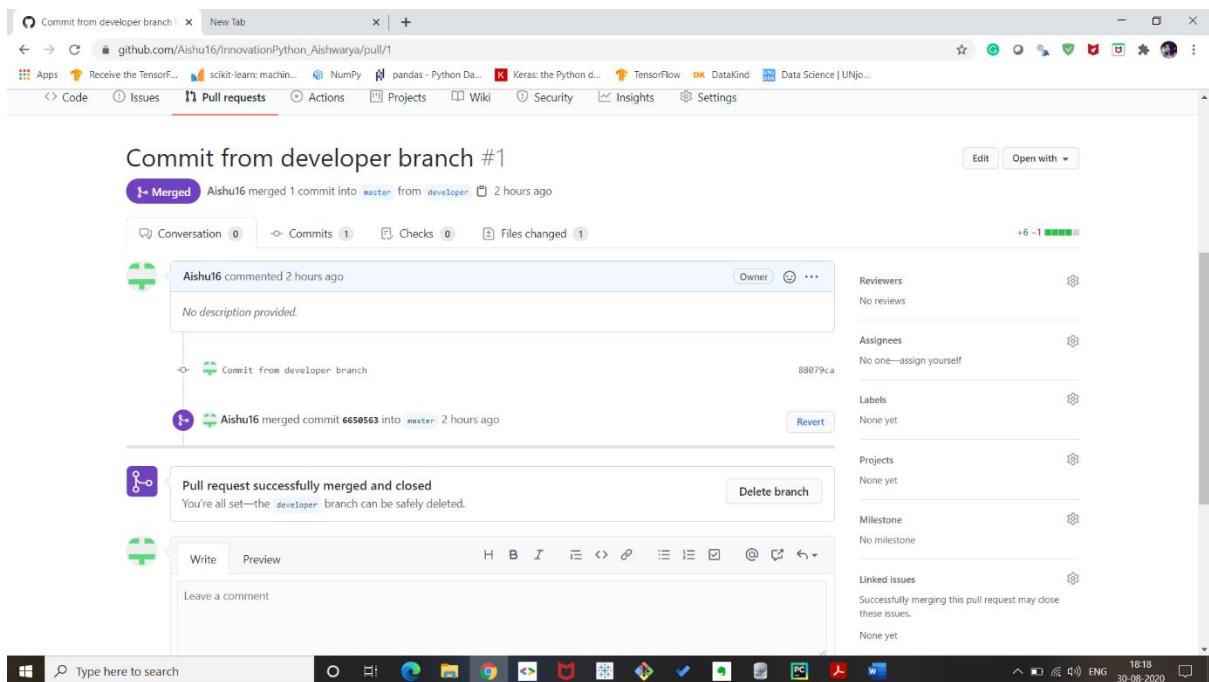 Commit from developer branch
New Tab
github.com/Aishu16/InnovationPython_Aishwarya/pull/1
Apps Receive the TensorF... scikit-learn: machin... NumPy pandas - Python Da... Keras: the Python d... TensorFlow DK DataKind Data Science | UNJo...
Code Issues Pull requests Actions Projects Wiki Security Insights Settings
Commit from developer branch #1
Edit Open with
Merged Aishu16 merged 1 commit into master from developer 2 hours ago
Conversation 0 Commits 1 Checks 0 Files changed 1 +6 −1
Aishu16 commented 2 hours ago Owner ...
No description provided.
Commit from developer branch 88079ca
Aishu16 merged commit 6650563 into master 2 hours ago Revert
Pull request successfully merged and closed
You're all set—the developer branch can be safely deleted.
Delete branch
Write Preview H B I
Leave a comment
Reviewers
No reviews
Assignees
No one—assign yourself
Labels
None yet
Projects
None yet
Milestone
No milestone
Linked issues
Successfully merging this pull request may close
these issues.
None yet
Type here to search
ENG
18:18
30-08-2020